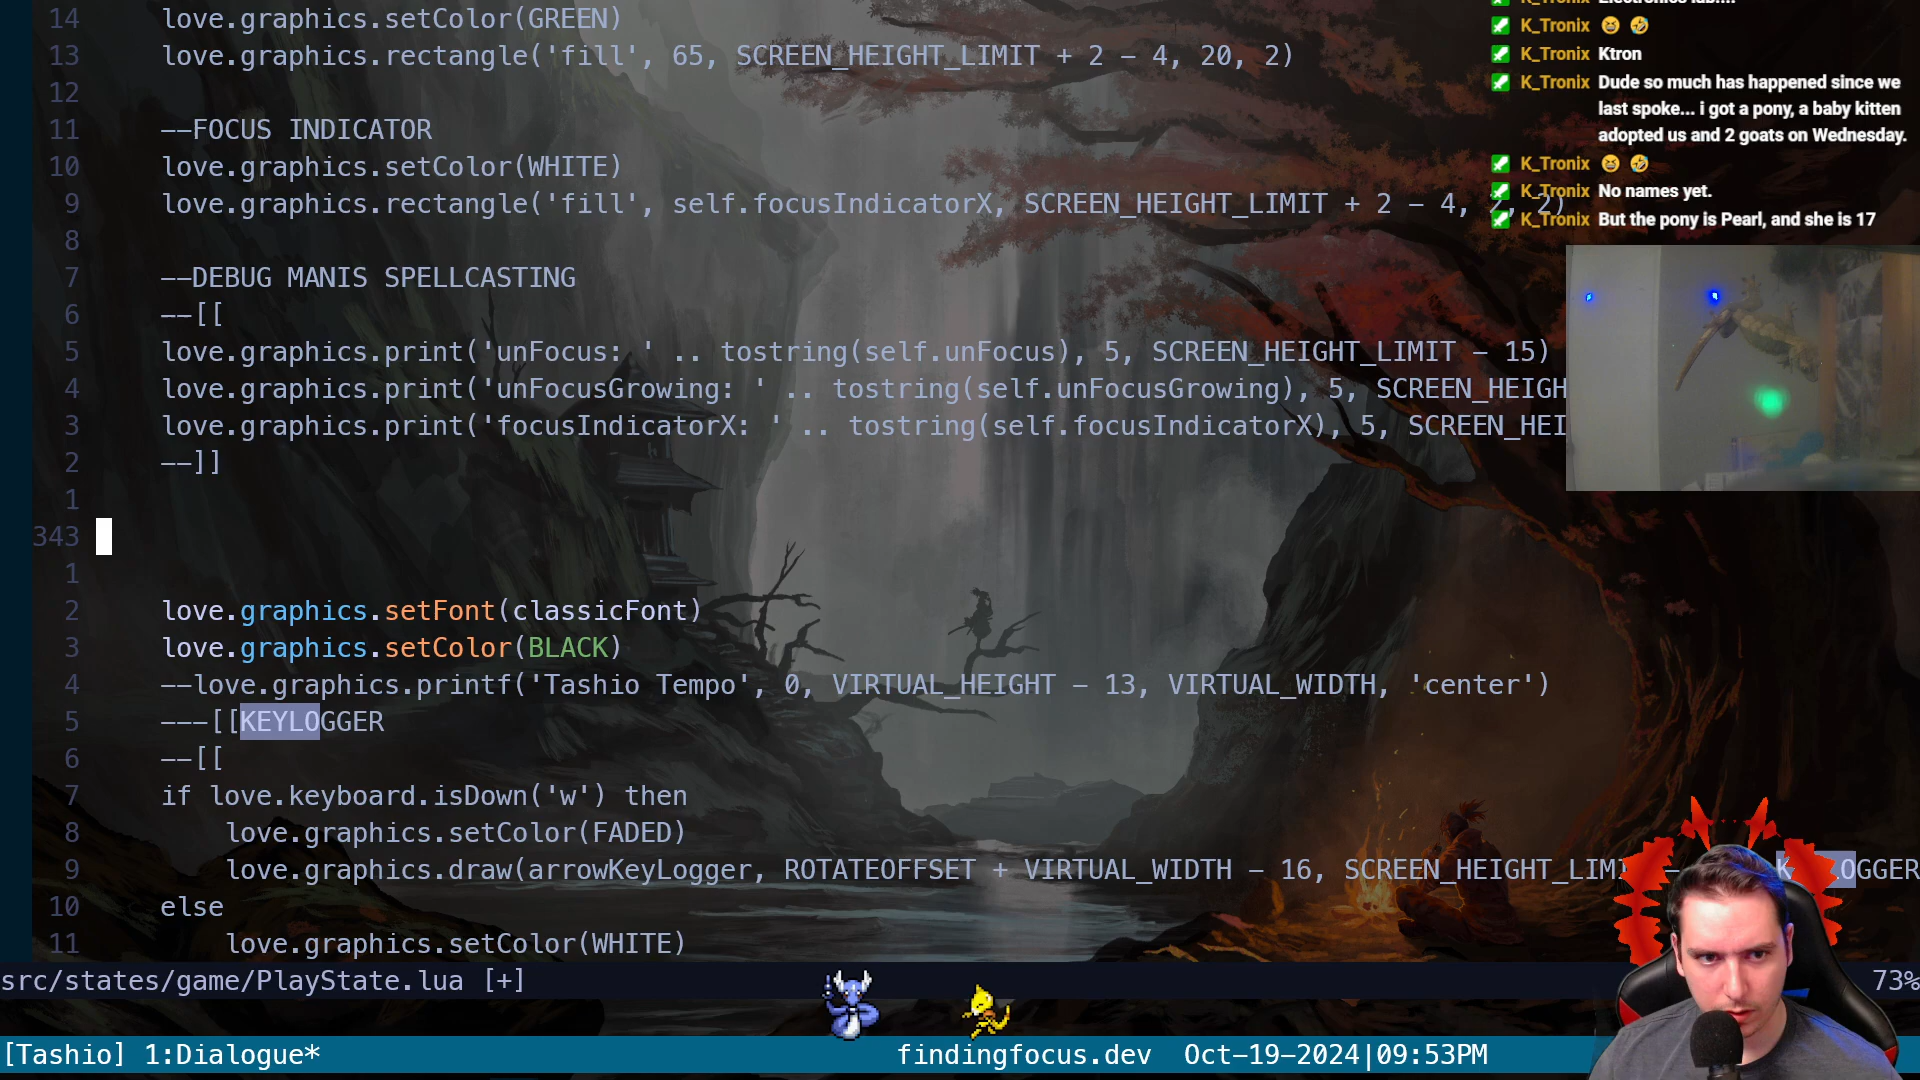 14 love.graphics.setColor(GREEN)
13 love.graphics.rectangle('fill', 65, SCREEN_HEIGHT_LIMIT + 2 - 4, 20, 2)
12
11 --FOCUS INDICATOR
10 love.graphics.setColor(WHITE)
9 love.graphics.rectangle('fill', self.focusIndicatorX, SCREEN_HEIGHT_LIMIT + 2 - 4, 2, 2)
8
7 --DEBUG MANIS SPELLCASTING
6 --[[
5 love.graphics.print('unFocus: ' .. tostring(self.unFocus), 5, SCREEN_HEIGHT_LIMIT - 15)
4 love.graphics.print('unFocusGrowing: ' .. tostring(self.unFocusGrowing), 5, SCREEN_HEIGH
3 love.graphics.print('focusIndicatorX: ' .. tostring(self.focusIndicatorX), 5, SCREEN_HEI
2 --]]
1
343
1
2 love.graphics.setFont(classicFont)
3 love.graphics.setColor(BLACK)
4 --love.graphics.printf('Tashio Tempo', 0, VIRTUAL_HEIGHT - 13, VIRTUAL_WIDTH, 'center')
5 ---[[KEYLOGGER
6 --[[
7 if love.keyboard.isDown('w') then
8 love.graphics.setColor(FADED)
9 love.graphics.draw(arrowKeyLogger, ROTATEOFFSET + VIRTUAL_WIDTH - 16, SCREEN_HEIGHT_LIMI OGGER
10 else
11 love.graphics.setColor(WHITE)
src/states/game/PlayState.lua [+] 73%
[Tashio] 1:Dialogue* findingfocus.dev Oct-19-2024|09:53PM
K_Tronix 😆 🤣
K_Tronix Ktron
K_Tronix Dude so much has happened since we
last spoke... i got a pony, a baby kitten
adopted us and 2 goats on Wednesday.
K_Tronix 😆 🤣
K_Tronix No names yet.
K_Tronix But the pony is Pearl, and she is 17